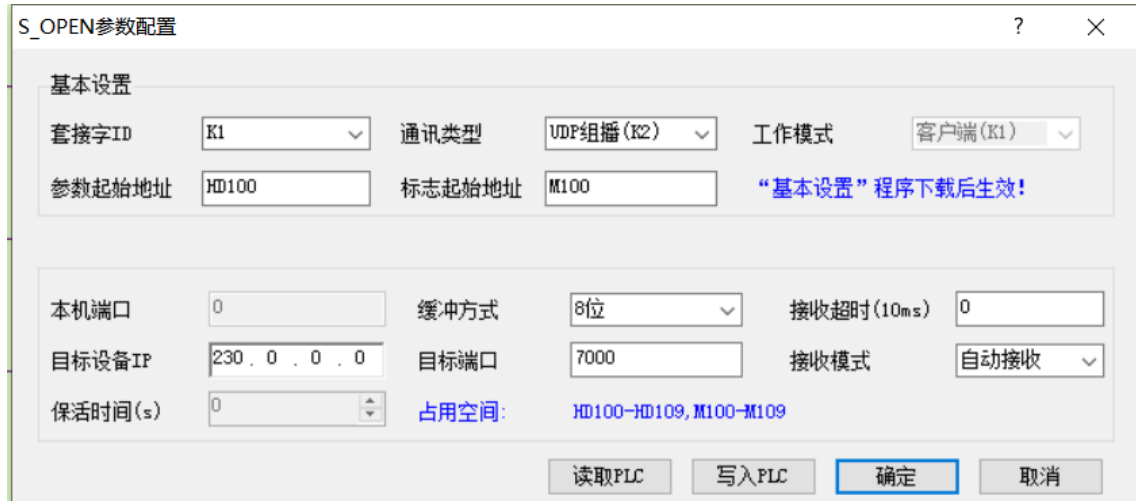 S_OPEN参数配置 ?
基本设置
套接字ID K1 通讯类型 UDP组播(K2) 工作模式 客户端(K1)
参数起始地址 HD100 标志起始地址 M100 “基本设置”程序下载后生效!
本机端口 0 缓冲方式 8位 接收超时(10ms) 0
目标设备IP 230 . 0 . 0 . 0 目标端口 7000 接收模式 自动接收
保活时间(s) 0 占用空间: HD100-HD109,M100-M109
读取PLC 写入PLC 确定 取消